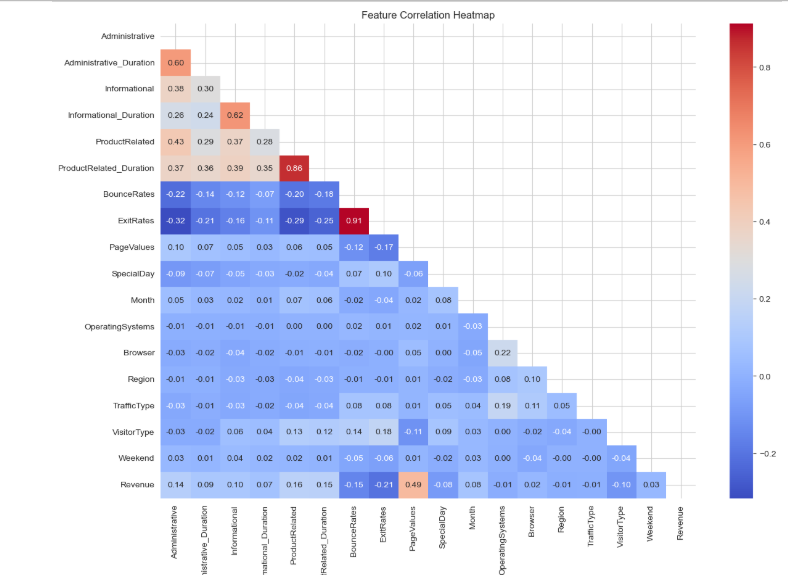 Feature Correlation Heatmap
Administrative
Administrative_Duration 0.60
Informational 0.38 0.30
Informational_Duration 0.26 0.24 0.62
ProductRelated 0.43 0.29 0.37 0.28
ProductRelated_Duration 0.37 0.36 0.39 0.35 0.86
BounceRates -0.22 -0.14 -0.12 -0.07 -0.20 -0.18
ExitRates -0.32 -0.21 -0.16 -0.11 -0.29 -0.25 0.91
PageValues 0.10 0.07 0.05 0.03 0.06 0.05 -0.12 -0.17
SpecialDay -0.09 -0.07 -0.05 -0.03 -0.02 -0.04 0.07 0.10 -0.06
Month 0.05 0.03 0.02 0.01 0.07 0.06 -0.02 -0.04 0.02 0.08
OperatingSystems -0.01 -0.01 -0.01 -0.01 0.00 0.00 0.02 0.01 0.02 0.01 -0.03
Browser -0.03 -0.02 -0.04 -0.02 -0.01 -0.01 -0.02 -0.00 0.05 0.00 -0.05 0.22
Region -0.01 -0.01 -0.03 -0.03 -0.04 -0.03 -0.01 -0.01 0.01 -0.02 -0.03 0.08 0.10
TrafficType -0.03 -0.01 -0.03 -0.02 -0.04 -0.04 0.08 0.08 0.01 0.05 0.04 0.19 0.11 0.05
VisitorType -0.03 -0.02 0.06 0.04 0.13 0.12 0.14 0.18 -0.11 0.09 0.03 0.00 -0.02 -0.04 -0.00
Weekend 0.03 0.01 0.04 0.02 0.02 0.01 -0.05 -0.06 0.01 -0.02 0.03 0.00 -0.04 -0.00 -0.00 -0.04
Revenue 0.14 0.09 0.10 0.07 0.16 0.15 -0.15 -0.21 0.49 -0.08 0.08 -0.01 0.02 -0.01 -0.01 -0.10 0.03
Administrative
nistrative_Duration
Informational
mational_Duration
ProductRelated
tRelated_Duration
BounceRates
ExitRates
PageValues
SpecialDay
Month
OperatingSystems
Browser
Region
TrafficType
VisitorType
Weekend
Revenue
0.8
0.6
0.4
0.2
0.0
-0.2